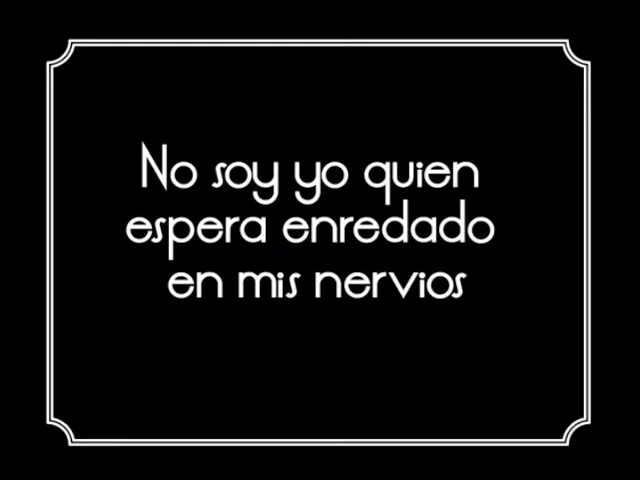 No soy yo quien
espera enredado
en mis nervios